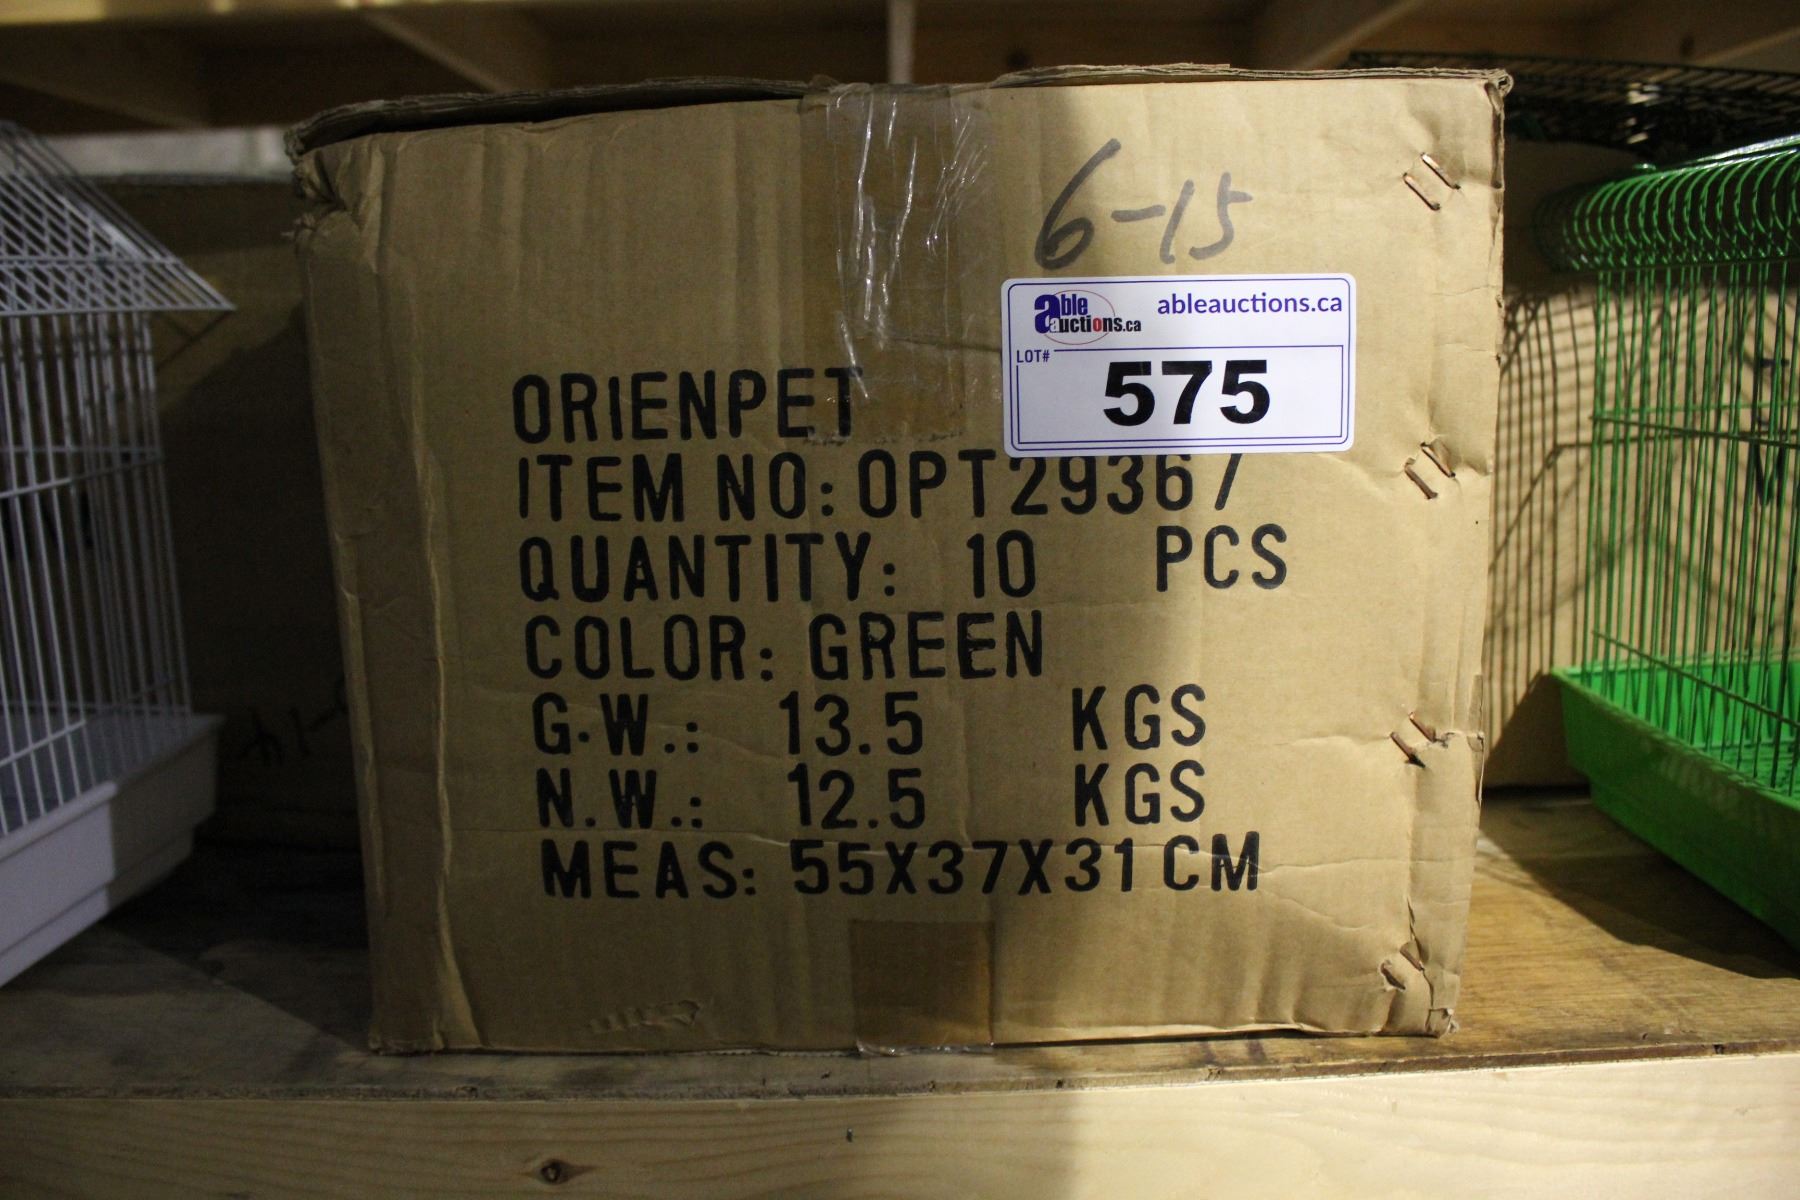 6-15
able auctions.ca
ableauctions.ca
LOT#
575
ORIENPET
ITEM NO: OPT29367
QUANTITY: 10 PCS
COLOR: GREEN
G.W.: 13.5 KGS
N.W.: 12.5 KGS
MEAS: 55X37X31CM